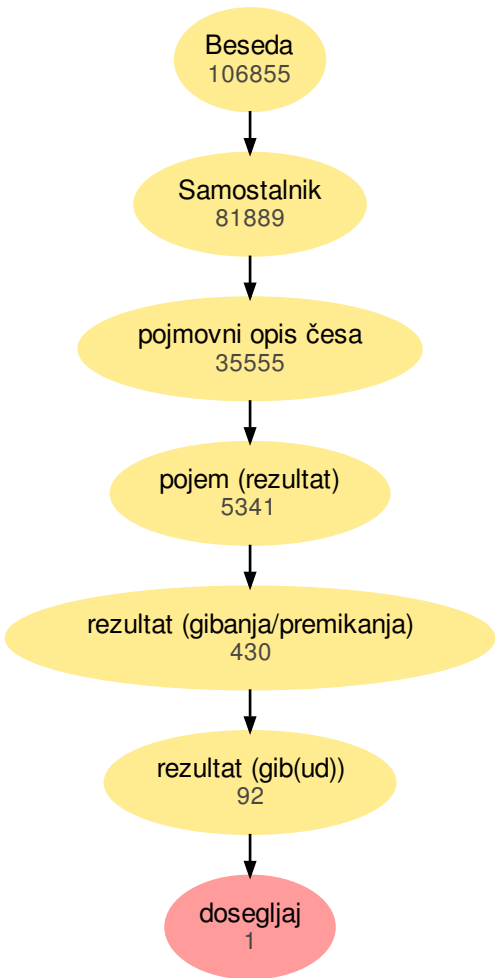 Beseda
106855
Samostalnik
81889
pojmovni opis česa
35555
pojem (rezultat)
5341
rezultat (gibanja/premikanja)
430
rezultat (gib(ud))
92
dosegljaj
1